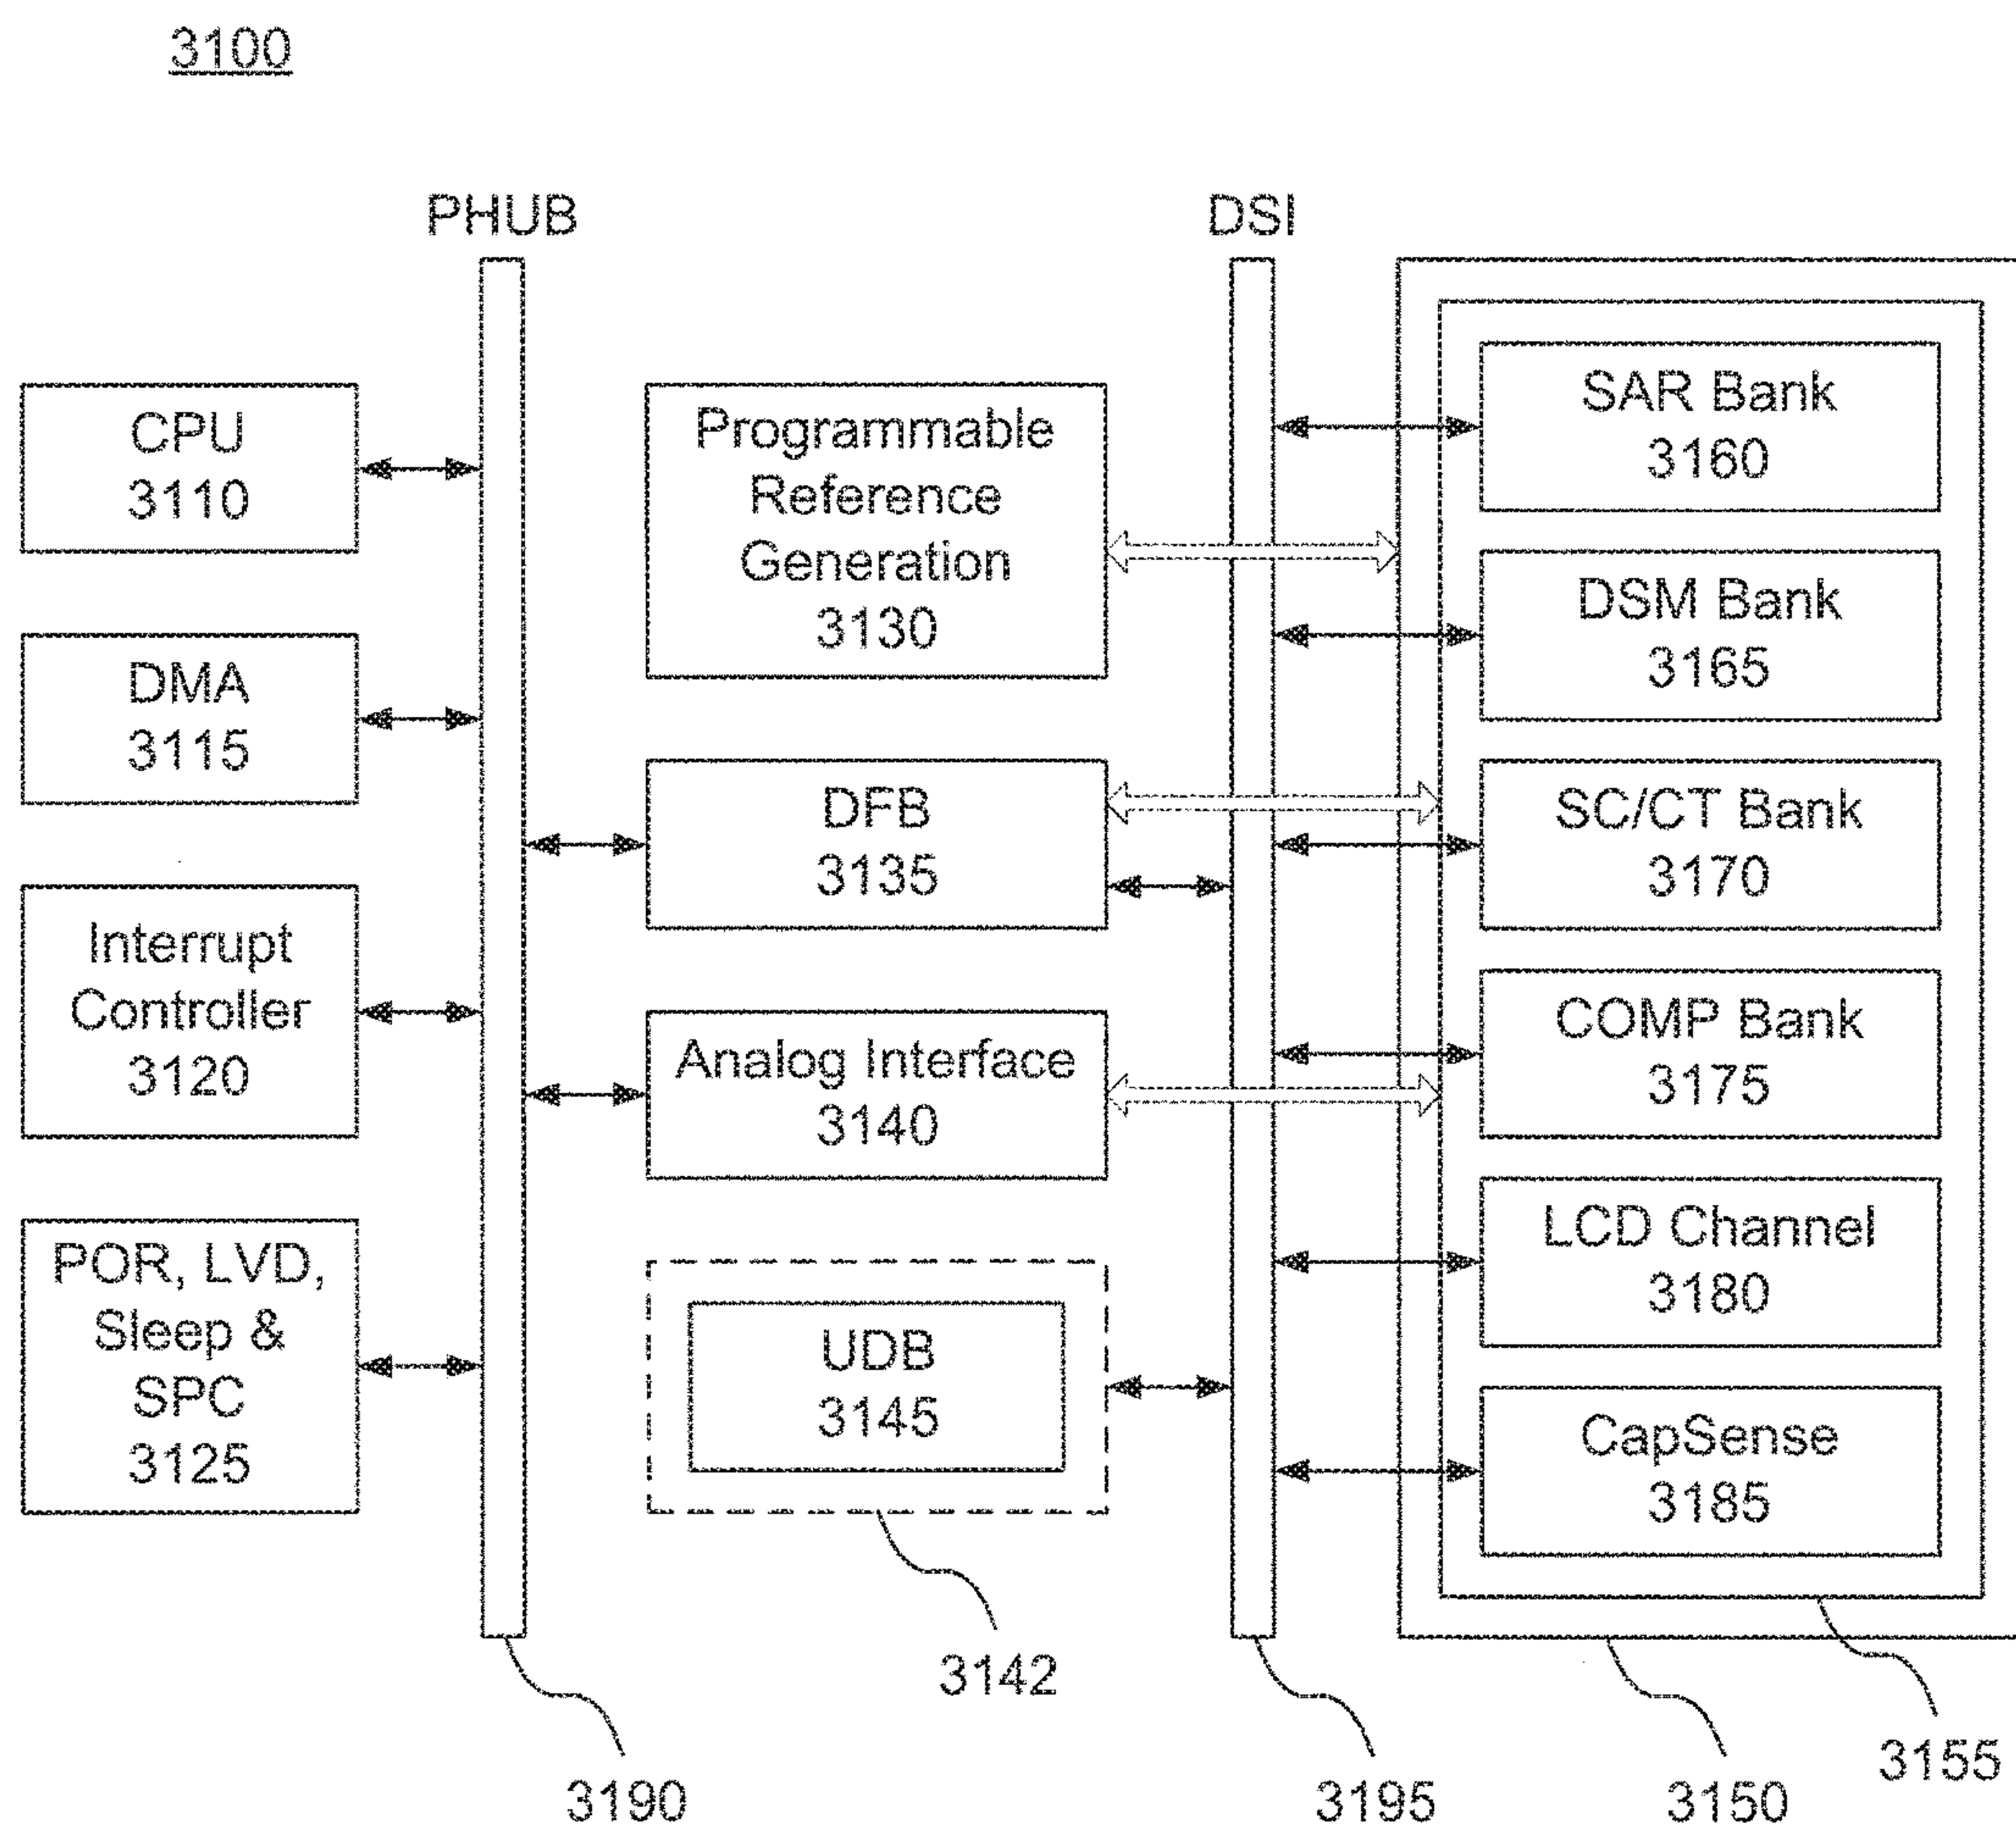 3100
PHUB
DSI
CPU
3110
DMA
3115
Interrupt
Controller
3120
POR, LVD,
Sleep &
SPC
3125
Programmable
Reference
Generation
3130
DFB
3135
Analog Interface
3140
UDB
3145
SAR Bank
3160
DSM Bank
3165
SC/CT Bank
3170
COMP Bank
3175
LCD Channel
3180
CapSense
3185
3142
3190
3195
3150
3155